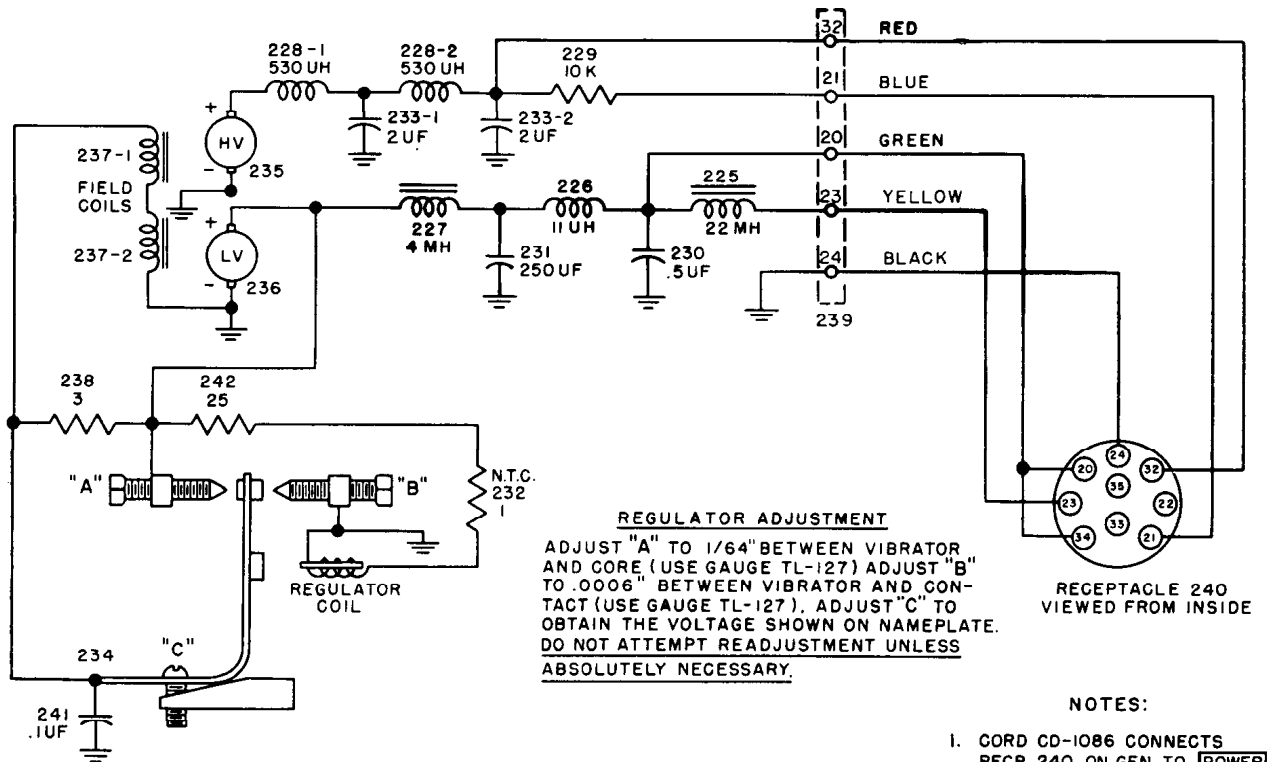 228-1
530 UH
228-2
530 UH
229
10 K
32
RED
21
BLUE
233-1
2UF
233-2
2 UF
237-1
+
HV
-
235
20
GREEN
FIELD
COILS
226
11 UH
225
22 MH
23
YELLOW
+
227
4 MH
237-2
LV
-
236
231
250 UF
230
.5UF
24
BLACK
239
238
3
242
25
"A"
"B"
N.T.C.
232
1
REGULATOR
COIL
"C"
234
241
.1UF
REGULATOR ADJUSTMENT
ADJUST "A" TO 1/64" BETWEEN VIBRATOR
AND CORE (USE GAUGE TL-127) ADJUST "B"
TO .0006" BETWEEN VIBRATOR AND CON-
TACT (USE GAUGE TL-127). ADJUST "C" TO
OBTAIN THE VOLTAGE SHOWN ON NAMEPLATE.
DO NOT ATTEMPT READJUSTMENT UNLESS
ABSOLUTELY NECESSARY.
24
20
32
35
23
22
33
34
21
RECEPTACLE 240
VIEWED FROM INSIDE
NOTES:
1. CORD CD-1086 CONNECTS
RECP. 240 ON GEN. TO POWER